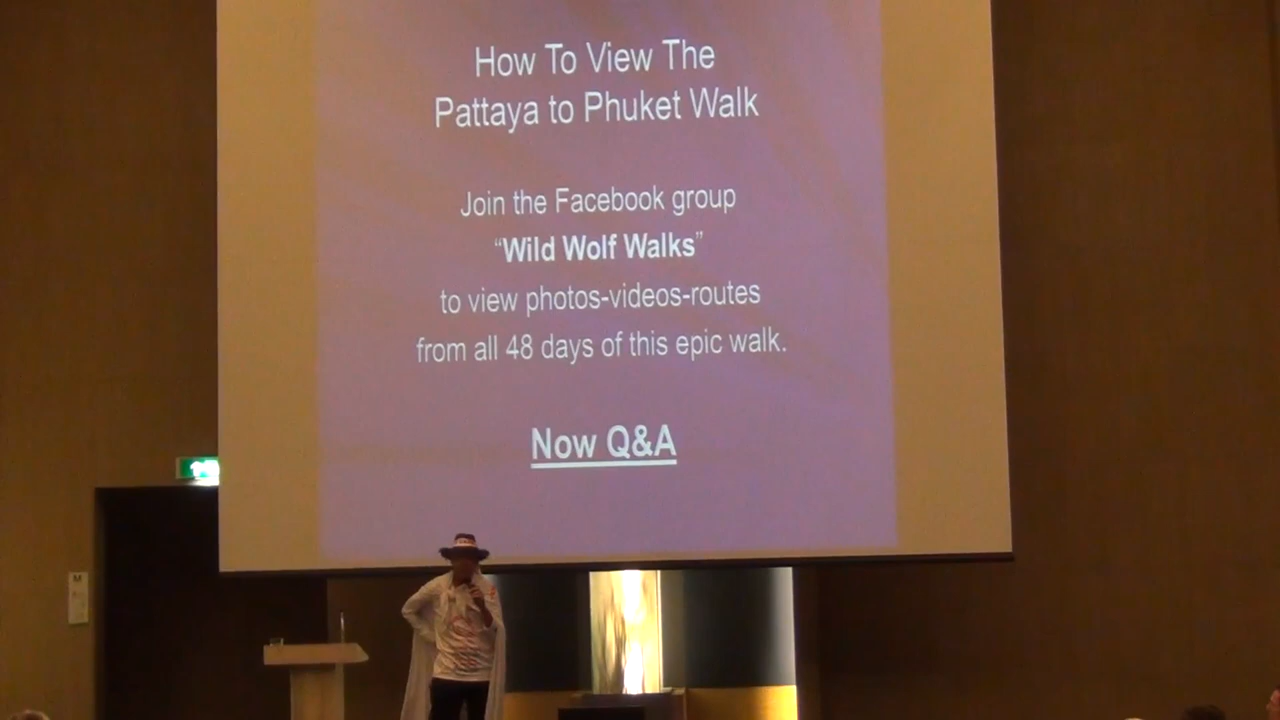 How To View The
Pattaya to Phuket Walk
Join the Facebook group
“Wild Wolf Walks”
to view photos-videos-routes
from all 48 days of this epic walk.
Now Q&A